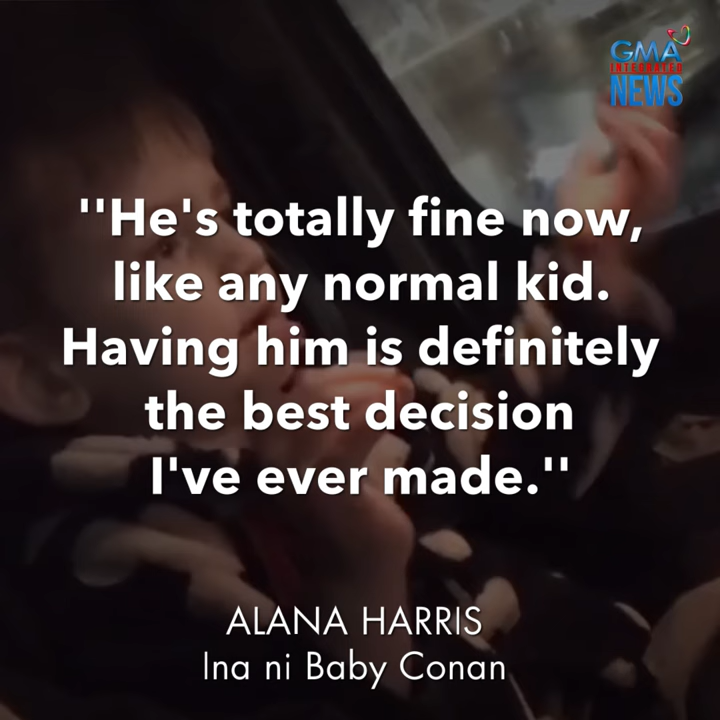 GMA
INTEGRATED
NEWS
''He's totally fine now,
like any normal kid.
Having him is definitely
the best decision
I've ever made.''
ALANA HARRIS
Ina ni Baby Conan